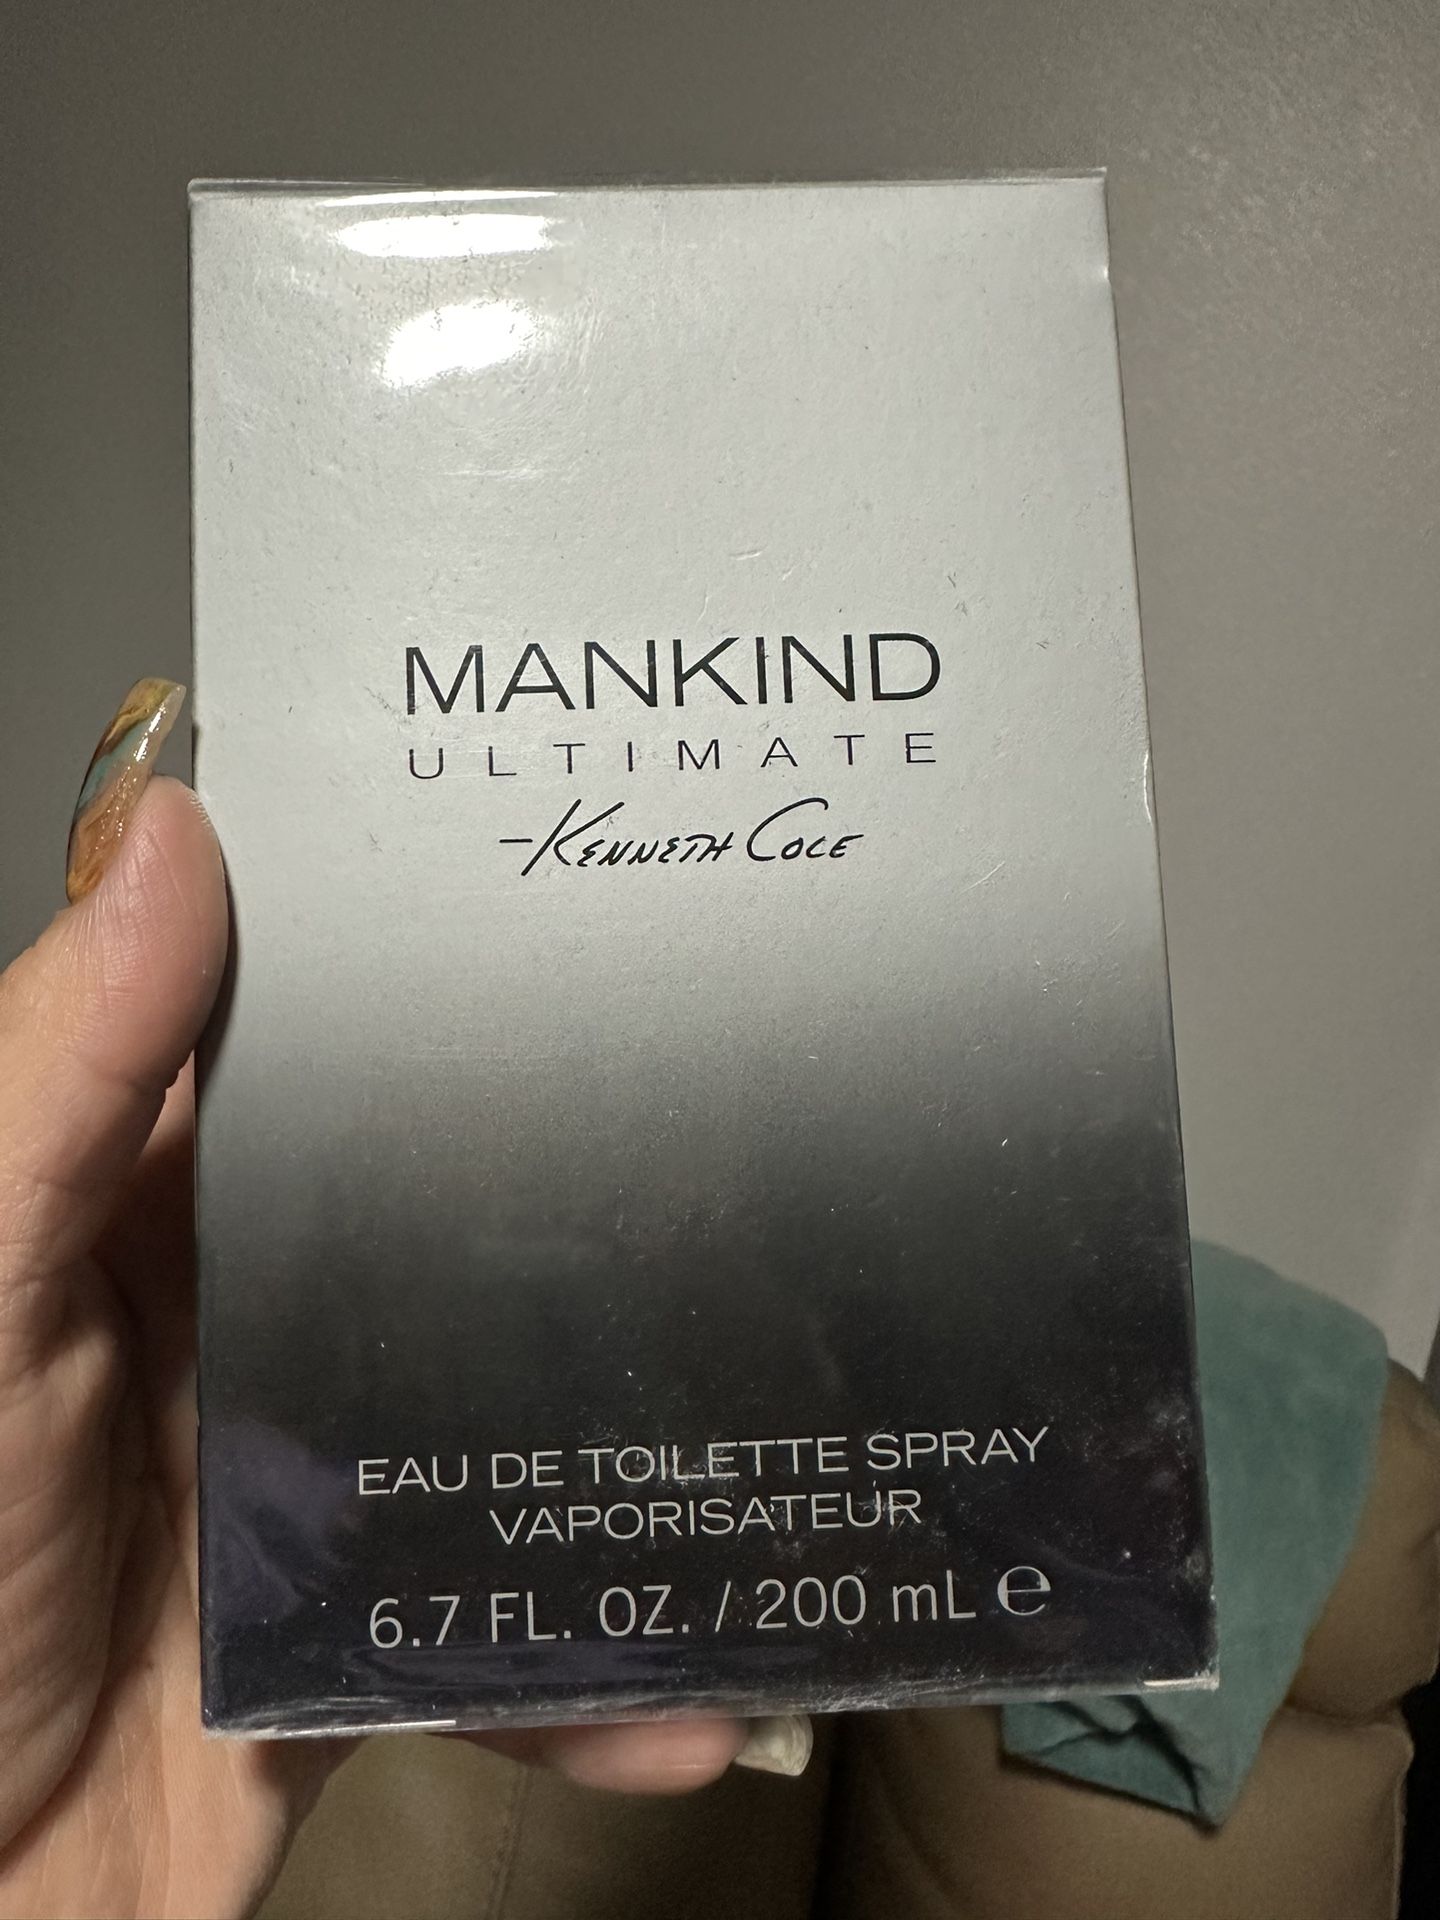 MANKIND
ULTIMATE
–KENNETH COLE
EAU DE TOILETTE SPRAY
VAPORISATEUR
6.7 FL. OZ. / 200 mL ℮